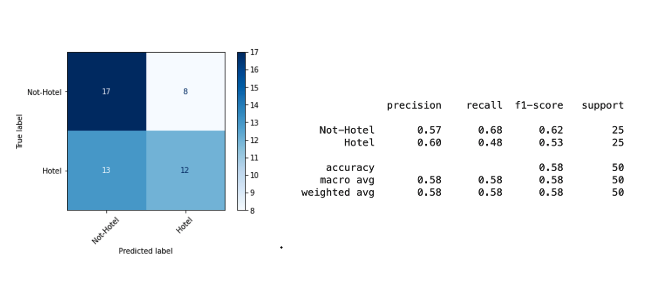 17
16
15
14
13
12
11
10
9
8
Not-Hotel
17
8
Hotel
13
12
True label
Not-Hotel
Hotel
Predicted label
precision recall f1-score support
Not-Hotel 0.57 0.68 0.62 25
Hotel 0.60 0.48 0.53 25
accuracy 0.58 50
macro avg 0.58 0.58 0.58 50
weighted avg 0.58 0.58 0.58 50